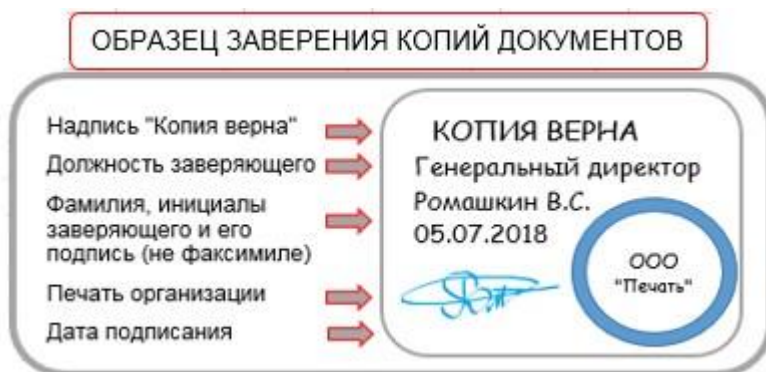 ОБРАЗЕЦ ЗАВЕРЕНИЯ КОПИЙ ДОКУМЕНТОВ
Надпись "Копия верна"
Должность заверяющего
Фамилия, инициалы
заверяющего и его
подпись (не факсимиле)
Печать организации
Дата подписания
КОПИЯ ВЕРНА
Генеральный директор
Ромашкин В.С.
05.07.2018
ООО
"Печать"